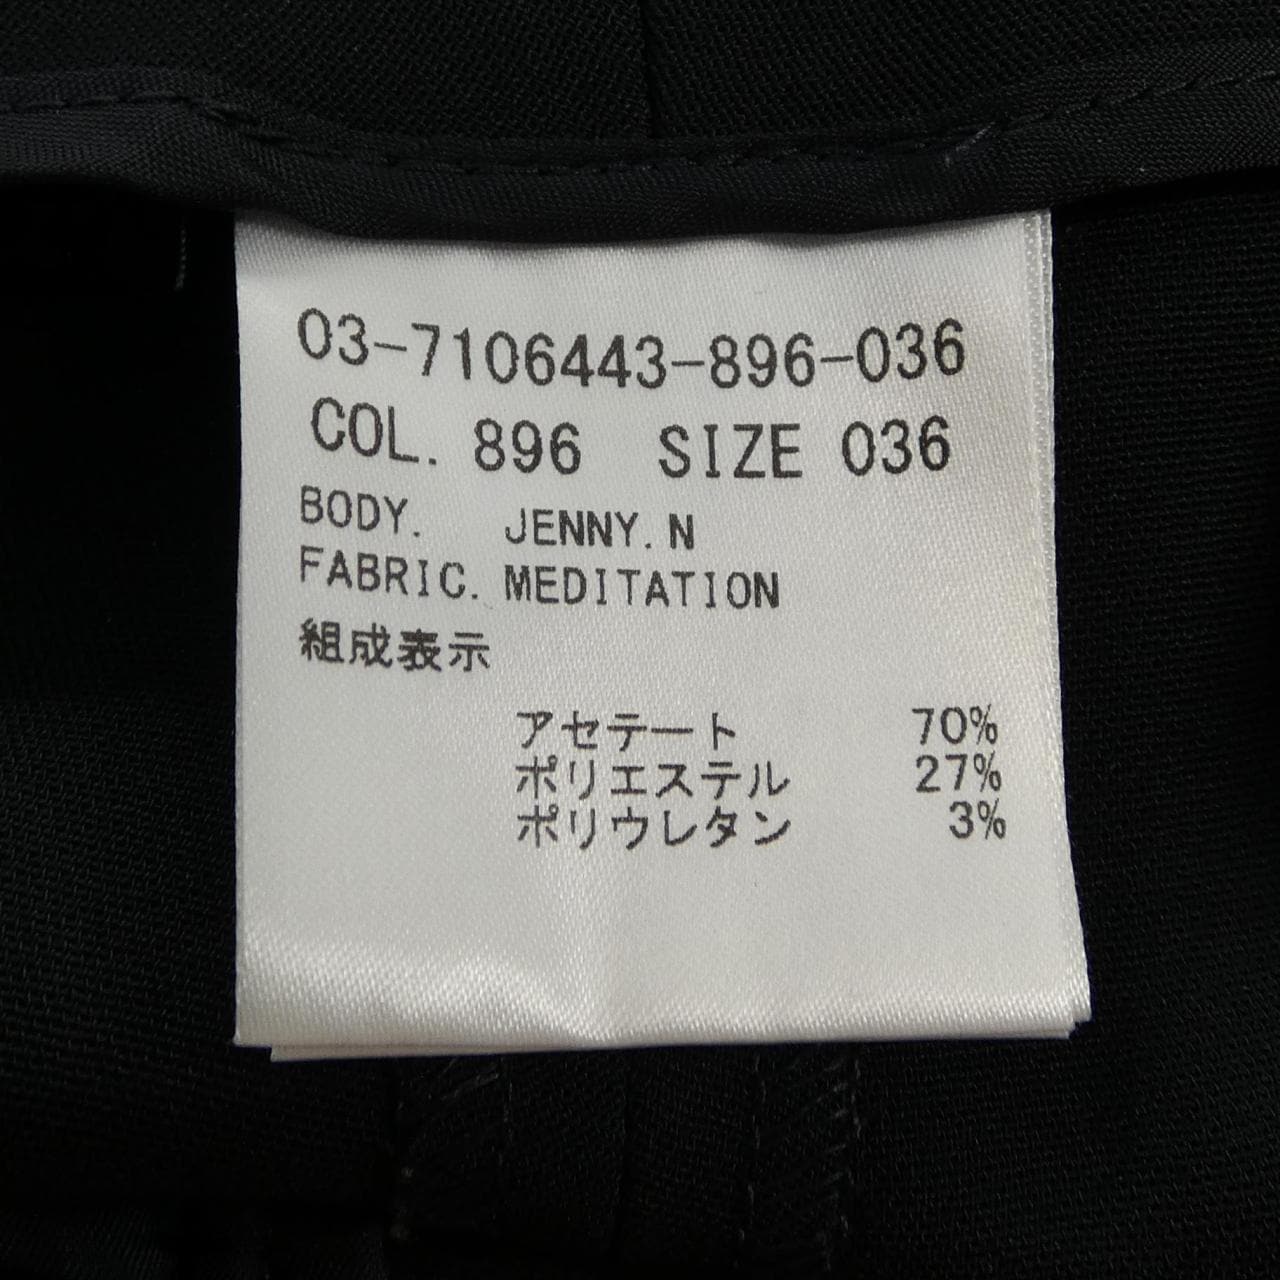 03-7106443-896-036
COL. 896 SIZE 036
BODY. JENNY.N
FABRIC. MEDITATION
組成表示
アセテート 70%
ポリエステル 27%
ポリウレタン 3%